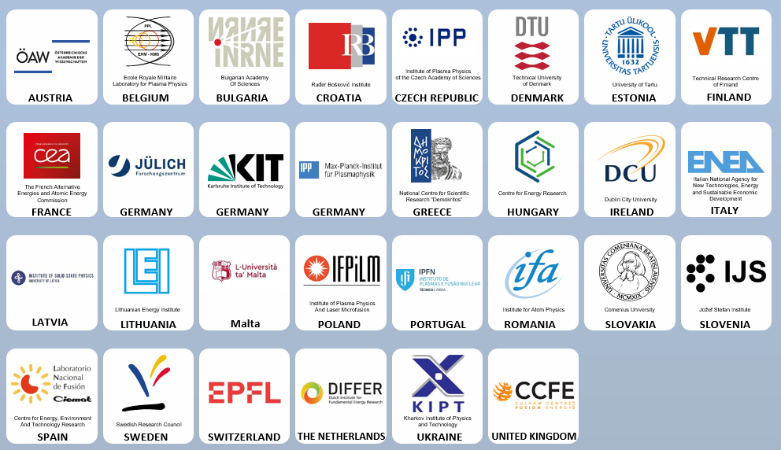 ÖAW
ÖSTERREICHISCHE
AKADEMIE DER
WISSENSCHAFTEN
AUSTRIA
Ecole Royale Militaire
Laboratory for Plasma Physics
BELGIUM
INRNE
Bulgarian Academy
Of Sciences
BULGARIA
RB
Ruđer Bošković Institute
CROATIA
IPP
Institute of Plasma Physics
of the Czech Academy of Sciences
CZECH REPUBLIC
DTU
Technical University
of Denmark
DENMARK
TARTU ÜLIKOOL
UNIVERSITAS TARTUENSIS
1632
University of Tartu
ESTONIA
VTT
Technical Research Centre
of Finland
FINLAND
cea
The French Alternative
Energies and Atomic Energy
Commission
FRANCE
JÜLICH
Forschungszentrum
GERMANY
KIT
Karlsruhe Institute of Technology
GERMANY
IPP
Max-Planck-Institut
für Plasmaphysik
GERMANY
ΔΗΜΟΚΡΙΤΟΣ
National Centre for Scientific
Research "Demokritos"
GREECE
Centre for Energy Research
HUNGARY
DCU
Dublin City University
IRELAND
ENEA
Italian National Agency for
New Technologies, Energy
and Sustainable Economic
Development
ITALY
INSTITUTE OF SOLID STATE PHYSICS
UNIVERSITY OF LATVIA
LATVIA
LEI
Lithuanian Energy Institute
LITHUANIA
L-Università
ta' Malta
Malta
IFPiLM
Institute of Plasma Physics
And Laser Microfusion
POLAND
IPFN
INSTITUTO DE
PLASMAS E FUSÃO NUCLEAR
TÉCNICO LISBOA
PORTUGAL
ifa
Institute for Atom Physics
ROMANIA
Comenius University
SLOVAKIA
IJS
Jožef Stefan Institute
SLOVENIA
Laboratorio
Nacional
de Fusión
Ciemat
Centre for Energy, Environment
And Technology Research
SPAIN
Swedish Research Council
SWEDEN
EPFL
SWITZERLAND
DIFFER
Dutch Institute for
Fundamental Energy Research
THE NETHERLANDS
KIPT
Kharkov Institute of Physics
and Technology
UKRAINE
CCFE
CULHAM CENTRE
FUSION ENERGY
UNITED KINGDOM